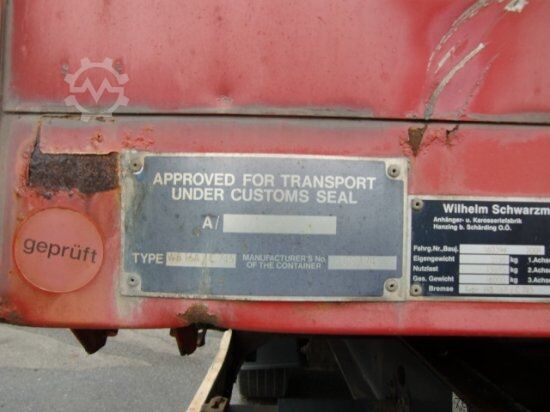 APPROVED FOR TRANSPORT
UNDER CUSTOMS SEAL
A/
TYPE
MANUFACTURER'S No.
OF THE CONTAINER
geprüft
Wilhelm Schwarzm
Anhänger- u. Karosseriefabrik
Hanzing b. Schärding O.Ö.
Fahrg.Nr., Bauj.
Eigengewicht kg 1.Achs
Nutzlast kg 2.Achs
Ges. Gewicht kg 3.Achs
Bremse